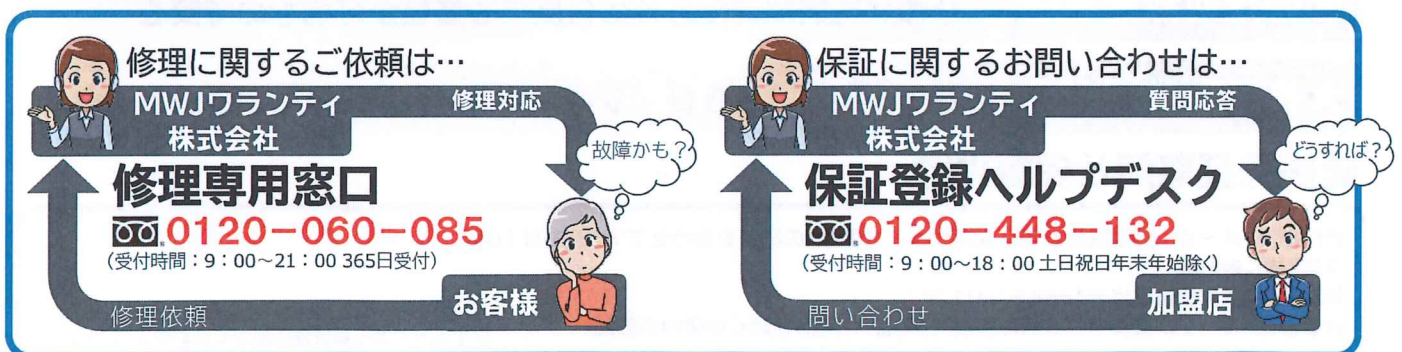 修理に関するご依頼は…
MWJワランティ
株式会社
修理対応
故障かも？
修理専用窓口
0120－060－085
（受付時間：9：00～21：00 365日受付）
お客様
修理依頼
保証に関するお問い合わせは…
MWJワランティ
株式会社
質問応答
どうすれば？
保証登録ヘルプデスク
0120－448－132
（受付時間：9：00～18：00 土日祝日年末年始除く）
加盟店
問い合わせ